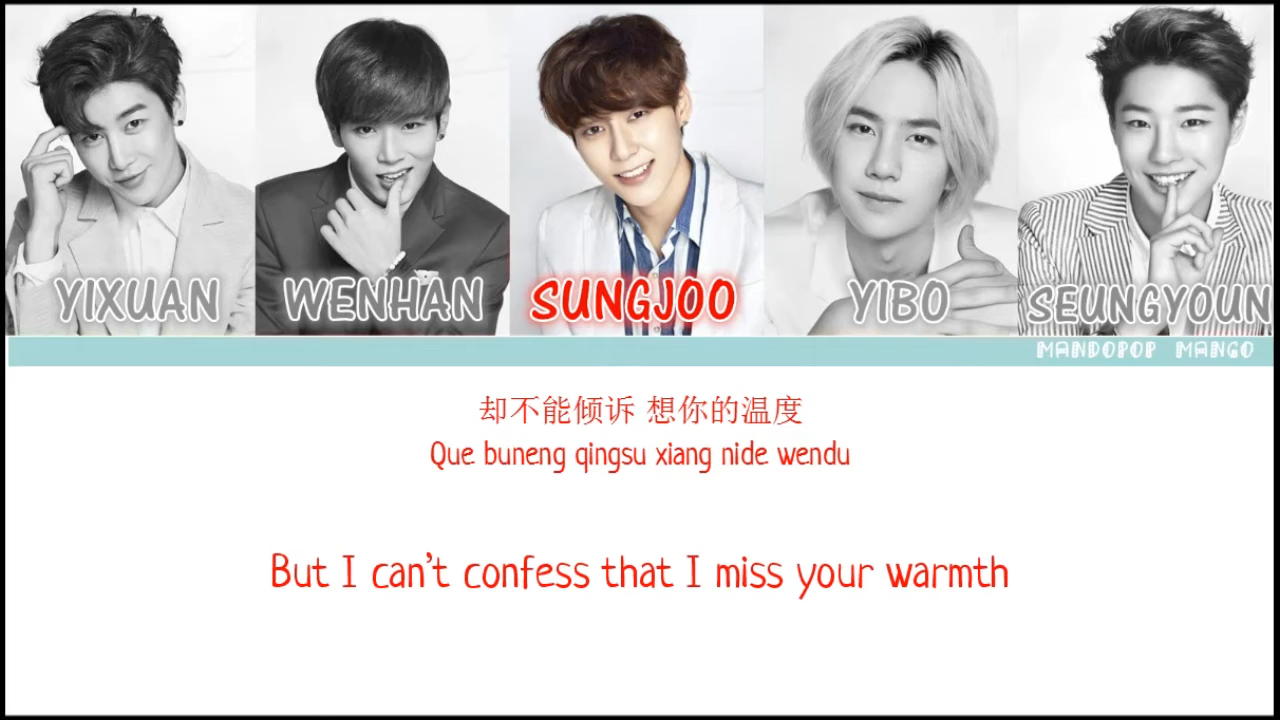 YIXUAN WENHAN SUNGJOO YIBO SEUNGYOUN
MANDOPOP MANGO
却不能倾诉 想你的温度
Que buneng qingsu xiang nide wendu
But I can't confess that I miss your warmth